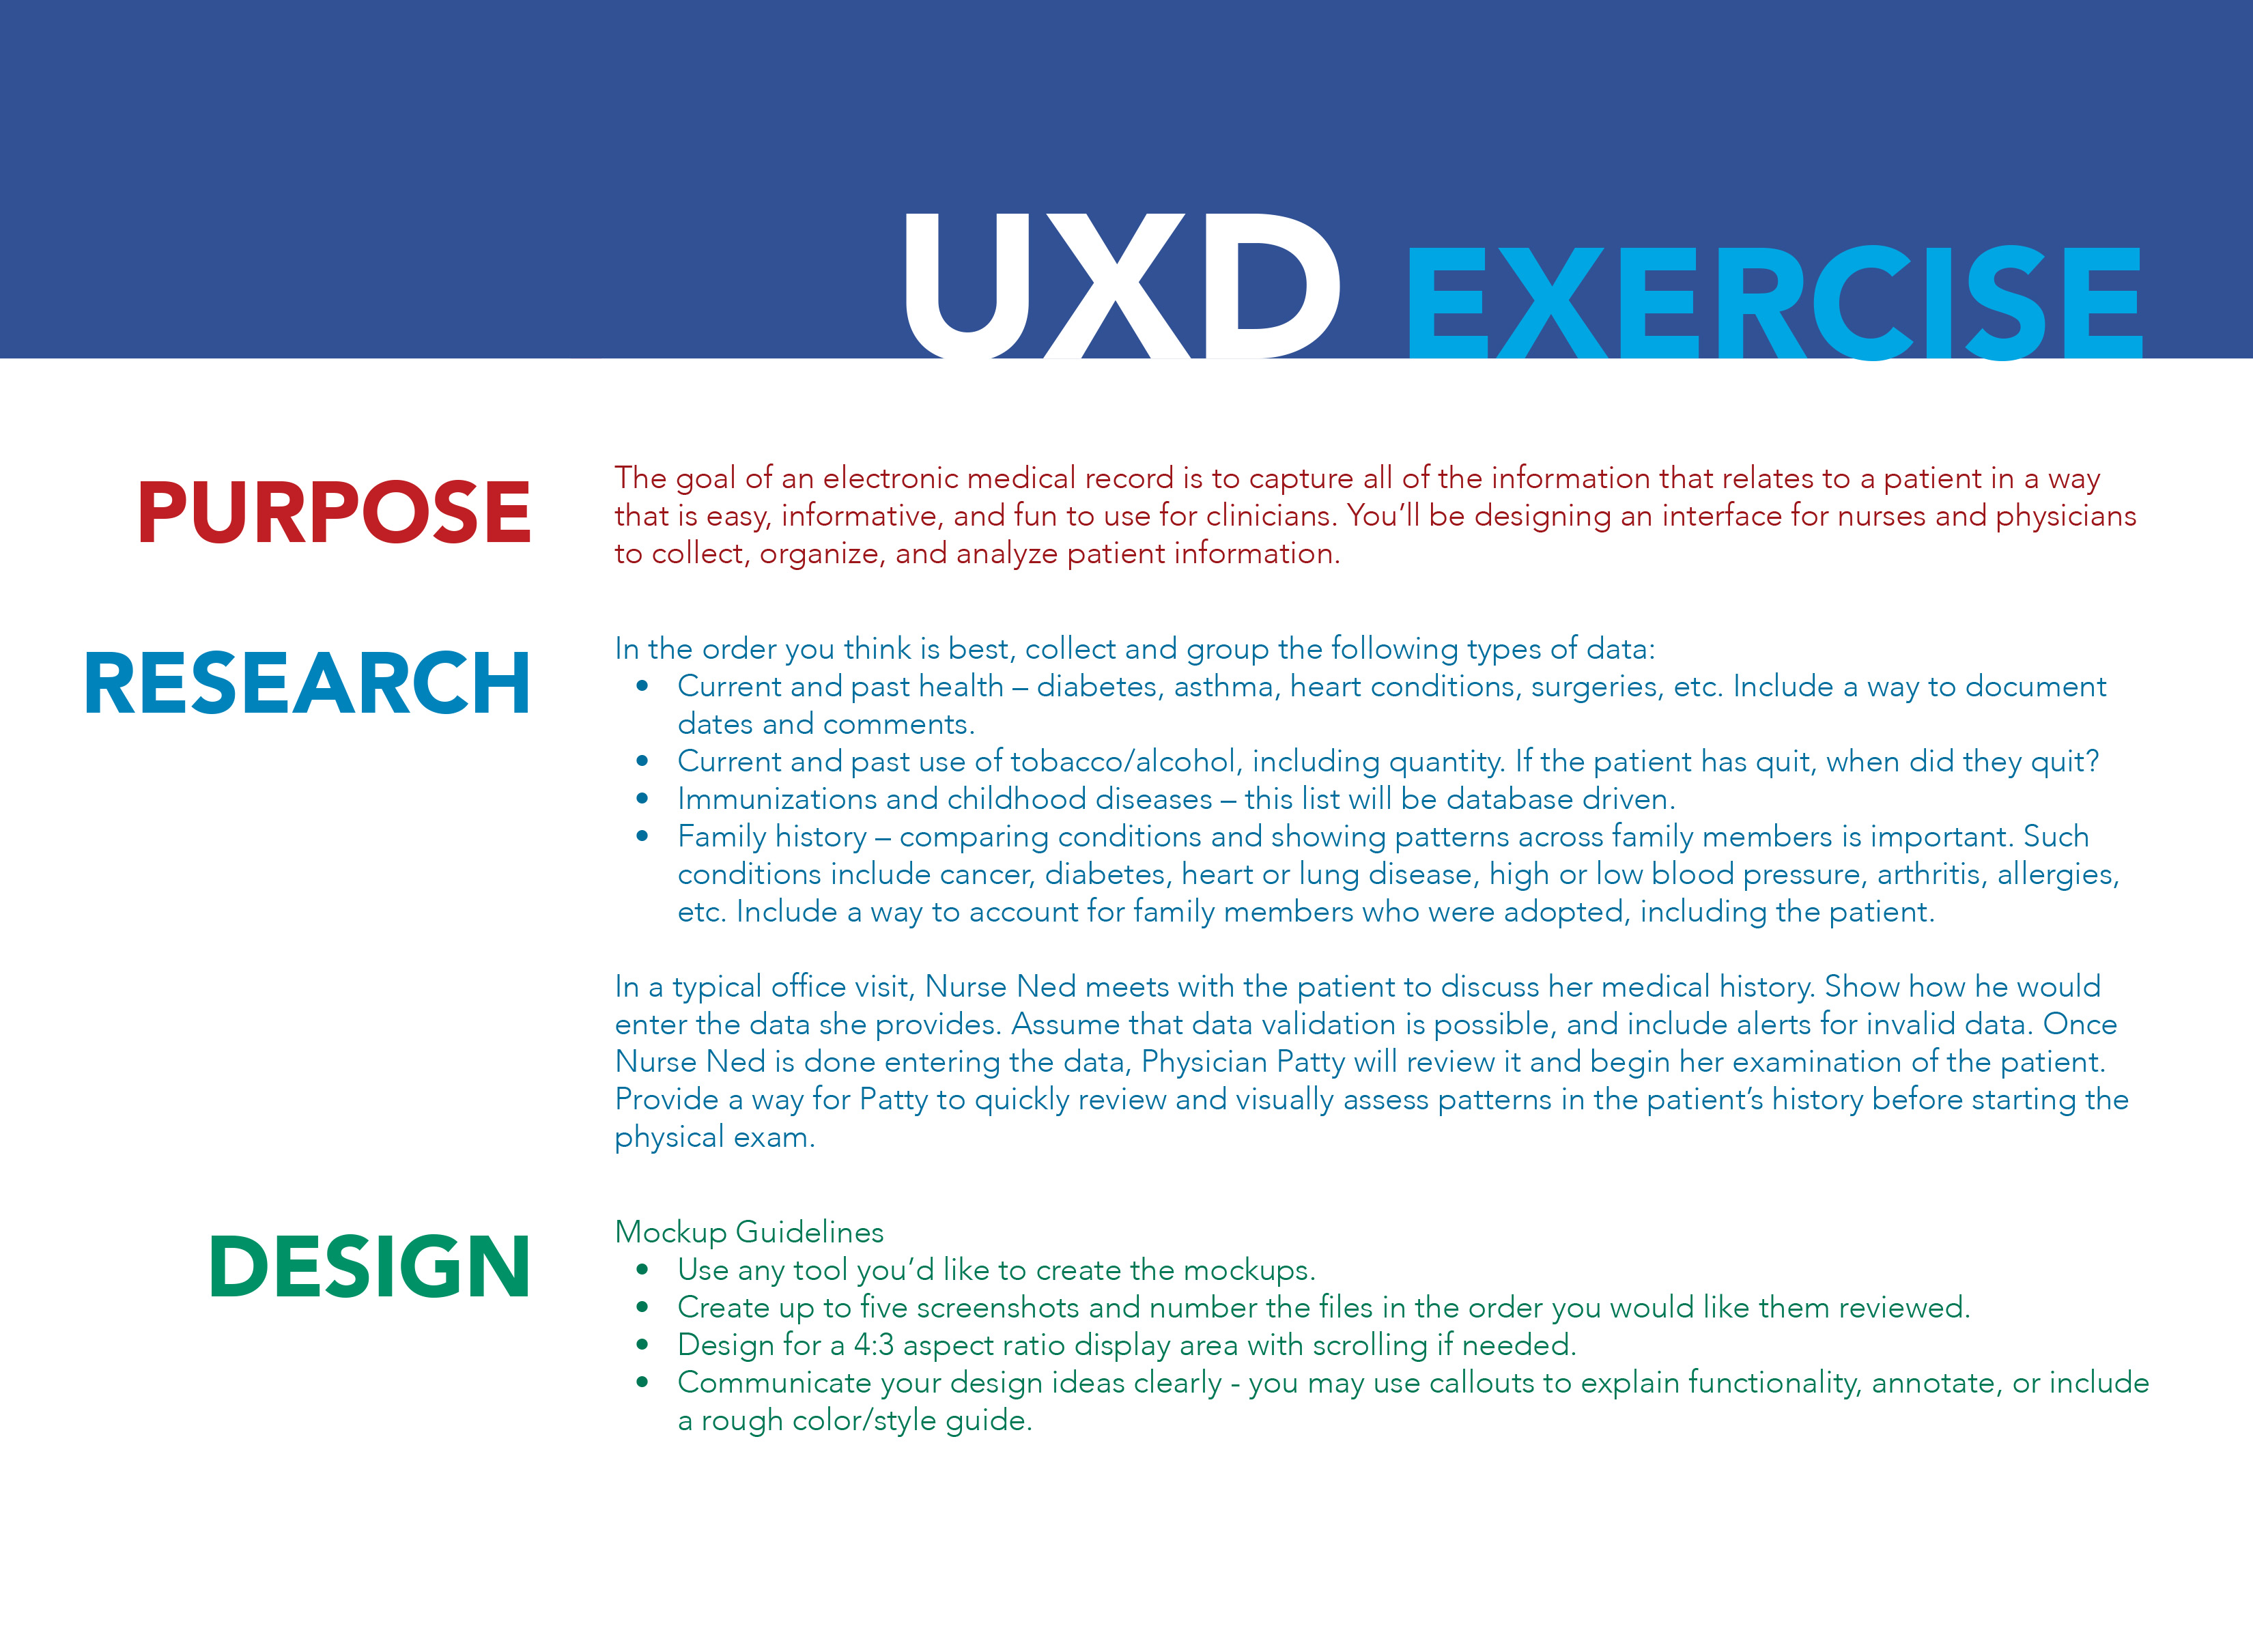 UXD EXERCISE
PURPOSE
The goal of an electronic medical record is to capture all of the information that relates to a patient in a way
that is easy, informative, and fun to use for clinicians. You’ll be designing an interface for nurses and physicians
to collect, organize, and analyze patient information.
RESEARCH
In the order you think is best, collect and group the following types of data:
• Current and past health – diabetes, asthma, heart conditions, surgeries, etc. Include a way to document
dates and comments.
• Current and past use of tobacco/alcohol, including quantity. If the patient has quit, when did they quit?
• Immunizations and childhood diseases – this list will be database driven.
• Family history – comparing conditions and showing patterns across family members is important. Such
conditions include cancer, diabetes, heart or lung disease, high or low blood pressure, arthritis, allergies,
etc. Include a way to account for family members who were adopted, including the patient.
In a typical office visit, Nurse Ned meets with the patient to discuss her medical history. Show how he would
enter the data she provides. Assume that data validation is possible, and include alerts for invalid data. Once
Nurse Ned is done entering the data, Physician Patty will review it and begin her examination of the patient.
Provide a way for Patty to quickly review and visually assess patterns in the patient’s history before starting the
physical exam.
DESIGN
Mockup Guidelines
• Use any tool you’d like to create the mockups.
• Create up to five screenshots and number the files in the order you would like them reviewed.
• Design for a 4:3 aspect ratio display area with scrolling if needed.
• Communicate your design ideas clearly - you may use callouts to explain functionality, annotate, or include
a rough color/style guide.